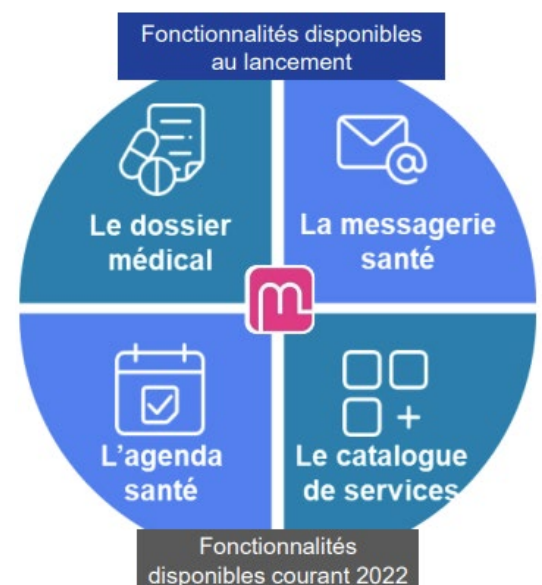 Fonctionnalités disponibles
au lancement
Le dossier
médical
La messagerie
santé
L'agenda
santé
Le catalogue
de services
Fonctionnalités
disponibles courant 2022